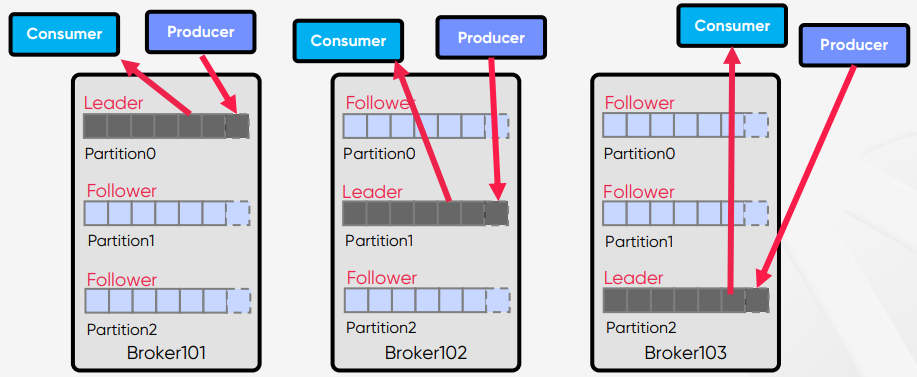 Consumer
Producer
Leader
Partition0
Follower
Partition1
Follower
Partition2
Broker101
Consumer
Producer
Follower
Partition0
Leader
Partition1
Follower
Partition2
Broker102
Consumer
Producer
Follower
Partition0
Follower
Partition1
Leader
Partition2
Broker103